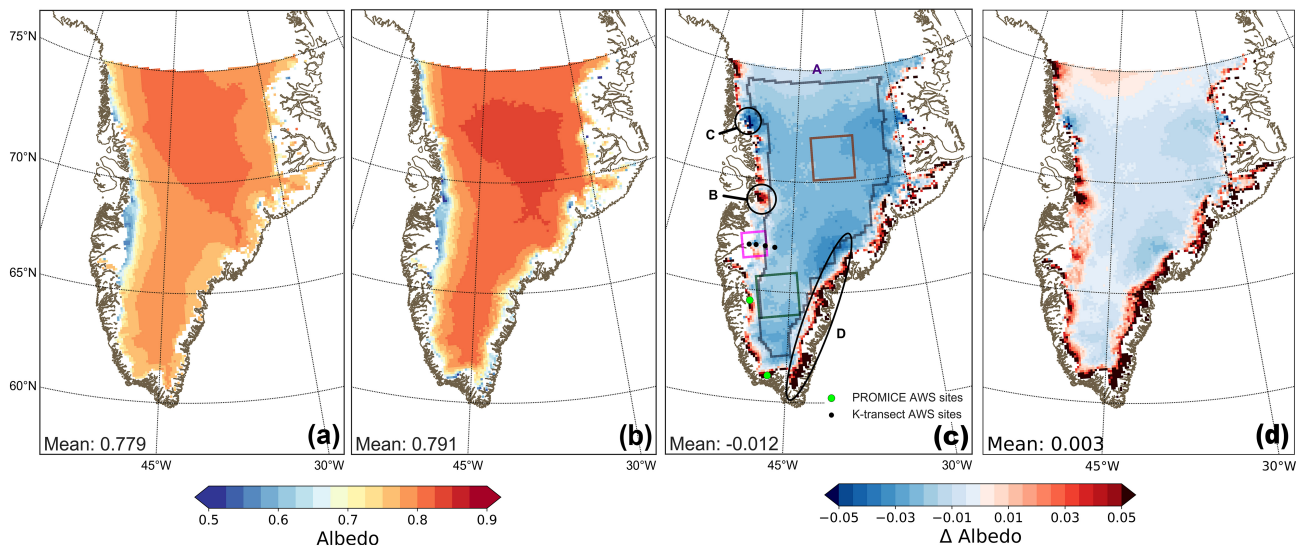 75°N
70°N
65°N
60°N
A
C
B
D
PROMICE AWS sites
K-transect AWS sites
Mean: 0.779 (a)
Mean: 0.791 (b)
Mean: -0.012 (c)
Mean: 0.003 (d)
45°W 30°W 45°W 30°W 45°W 30°W 45°W 30°W
0.5 0.6 0.7 0.8 0.9
Albedo
−0.05 −0.03 −0.01 0.01 0.03 0.05
Δ Albedo